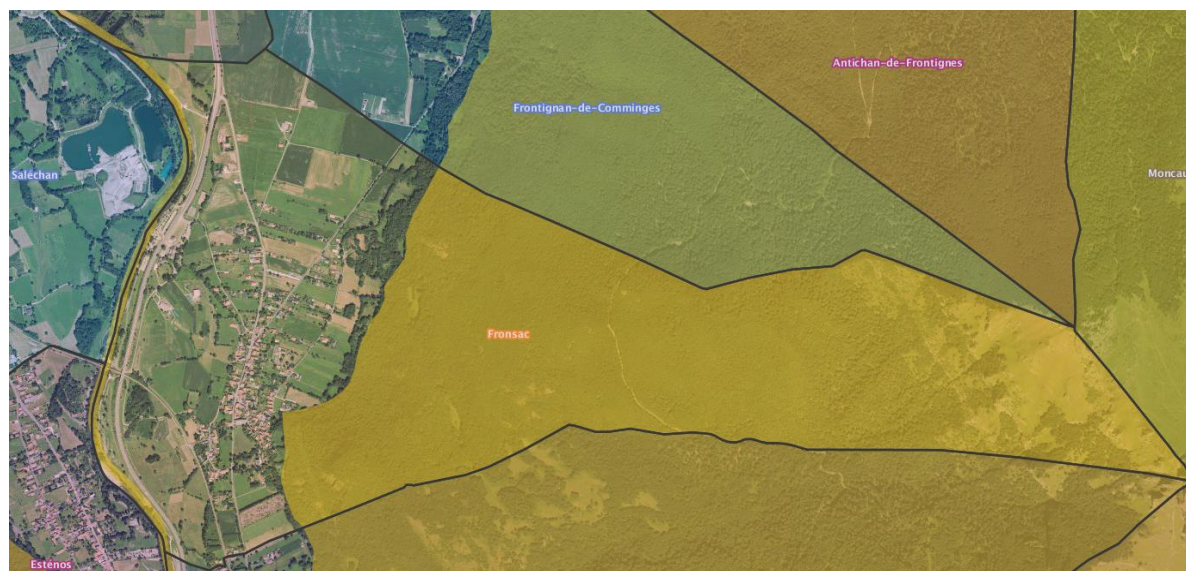 Antichan-de-Frontignes
Frontignan-de-Comminges
Saléchan
Moncau
Fronsac
Esténos